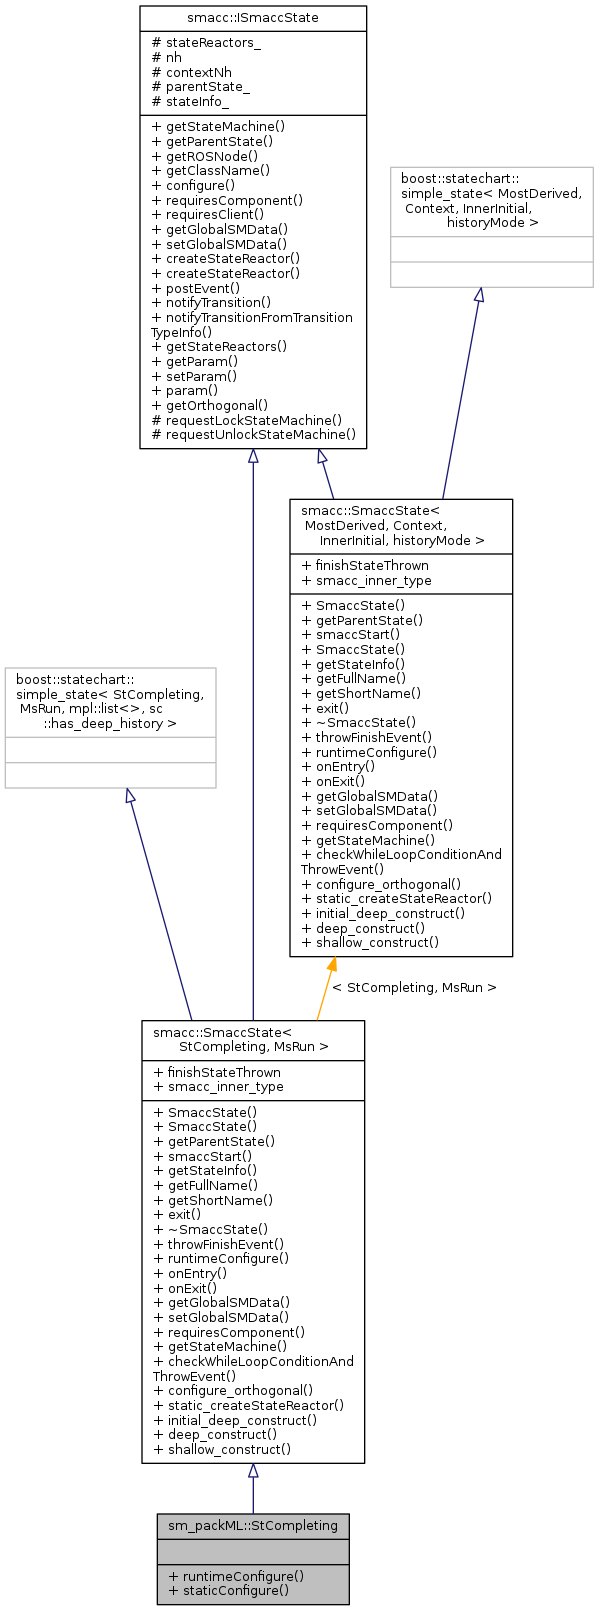 smacc::ISmaccState
# stateReactors_
# nh
# contextNh
# parentState_
# stateInfo_
+ getStateMachine()
+ getParentState()
+ getROSNode()
+ getClassName()
+ configure()
+ requiresComponent()
+ requiresClient()
+ getGlobalSMData()
+ setGlobalSMData()
+ createStateReactor()
+ createStateReactor()
+ postEvent()
+ notifyTransition()
+ notifyTransitionFromTransition
TypeInfo()
+ getStateReactors()
+ getParam()
+ setParam()
+ param()
+ getOrthogonal()
# requestLockStateMachine()
# requestUnlockStateMachine()
boost::statechart::
simple_state< MostDerived,
Context, InnerInitial,
historyMode >
smacc::SmaccState<
MostDerived, Context,
InnerInitial, historyMode >
+ finishStateThrown
+ smacc_inner_type
+ SmaccState()
+ getParentState()
+ smaccStart()
+ SmaccState()
+ getStateInfo()
+ getFullName()
+ getShortName()
+ exit()
+ ~SmaccState()
+ throwFinishEvent()
+ runtimeConfigure()
+ onEntry()
+ onExit()
+ getGlobalSMData()
+ setGlobalSMData()
+ requiresComponent()
+ getStateMachine()
+ checkWhileLoopConditionAnd
ThrowEvent()
+ configure_orthogonal()
+ static_createStateReactor()
+ initial_deep_construct()
+ deep_construct()
+ shallow_construct()
boost::statechart::
simple_state< StCompleting,
MsRun, mpl::list<>, sc
::has_deep_history >
< StCompleting, MsRun >
smacc::SmaccState<
StCompleting, MsRun >
+ finishStateThrown
+ smacc_inner_type
+ SmaccState()
+ SmaccState()
+ getParentState()
+ smaccStart()
+ getStateInfo()
+ getFullName()
+ getShortName()
+ exit()
+ ~SmaccState()
+ throwFinishEvent()
+ runtimeConfigure()
+ onEntry()
+ onExit()
+ getGlobalSMData()
+ setGlobalSMData()
+ requiresComponent()
+ getStateMachine()
+ checkWhileLoopConditionAnd
ThrowEvent()
+ configure_orthogonal()
+ static_createStateReactor()
+ initial_deep_construct()
+ deep_construct()
+ shallow_construct()
sm_packML::StCompleting
+ runtimeConfigure()
+ staticConfigure()